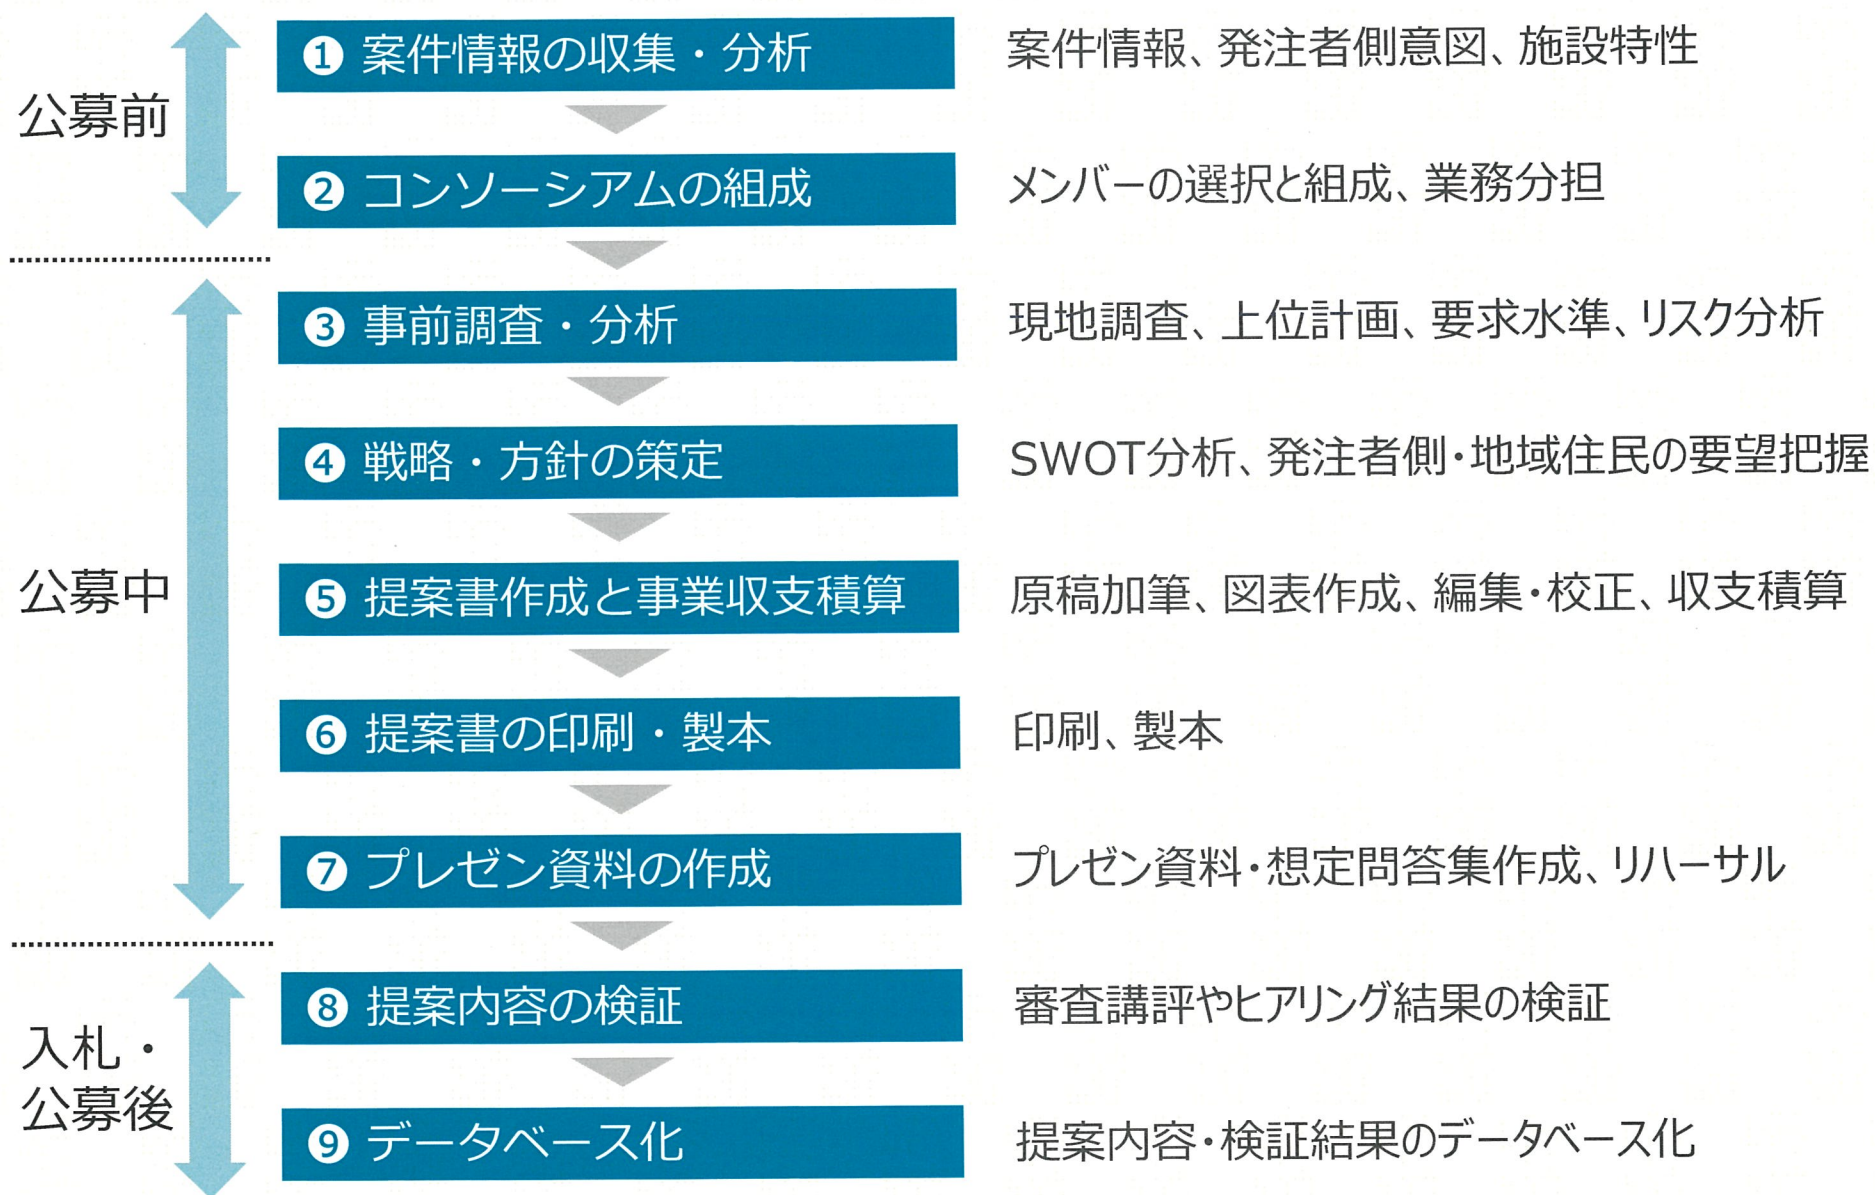 公募前
❶ 案件情報の収集・分析
案件情報、発注者側意図、施設特性
❷ コンソーシアムの組成
メンバーの選択と組成、業務分担
公募中
❸ 事前調査・分析
現地調査、上位計画、要求水準、リスク分析
❹ 戦略・方針の策定
SWOT分析、発注者側・地域住民の要望把握
❺ 提案書作成と事業収支積算
原稿加筆、図表作成、編集・校正、収支積算
❻ 提案書の印刷・製本
印刷、製本
❼ プレゼン資料の作成
プレゼン資料・想定問答集作成、リハーサル
入札・
公募後
❽ 提案内容の検証
審査講評やヒアリング結果の検証
❾ データベース化
提案内容・検証結果のデータベース化